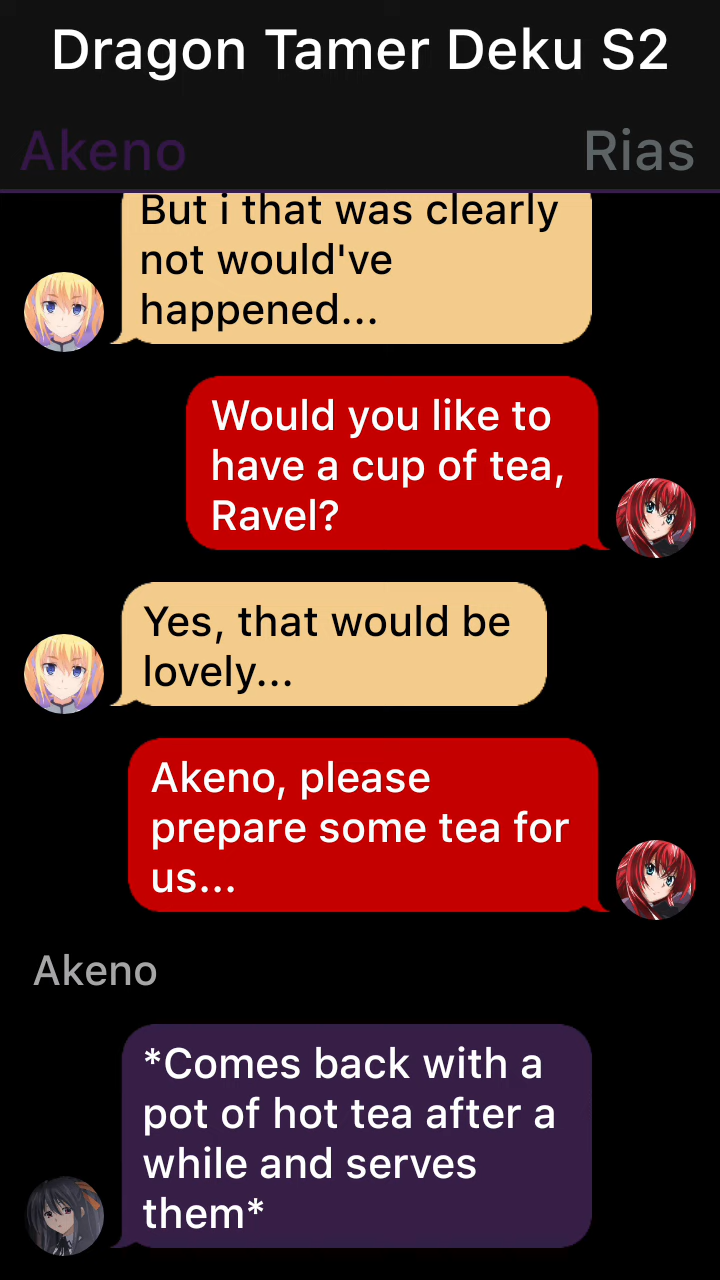 Dragon Tamer Deku S2
Akeno
Rias
But i that was clearly
not would've
happened...
Would you like to
have a cup of tea,
Ravel?
Yes, that would be
lovely...
Akeno, please
prepare some tea for
us...
Akeno
*Comes back with a
pot of hot tea after a
while and serves
them*